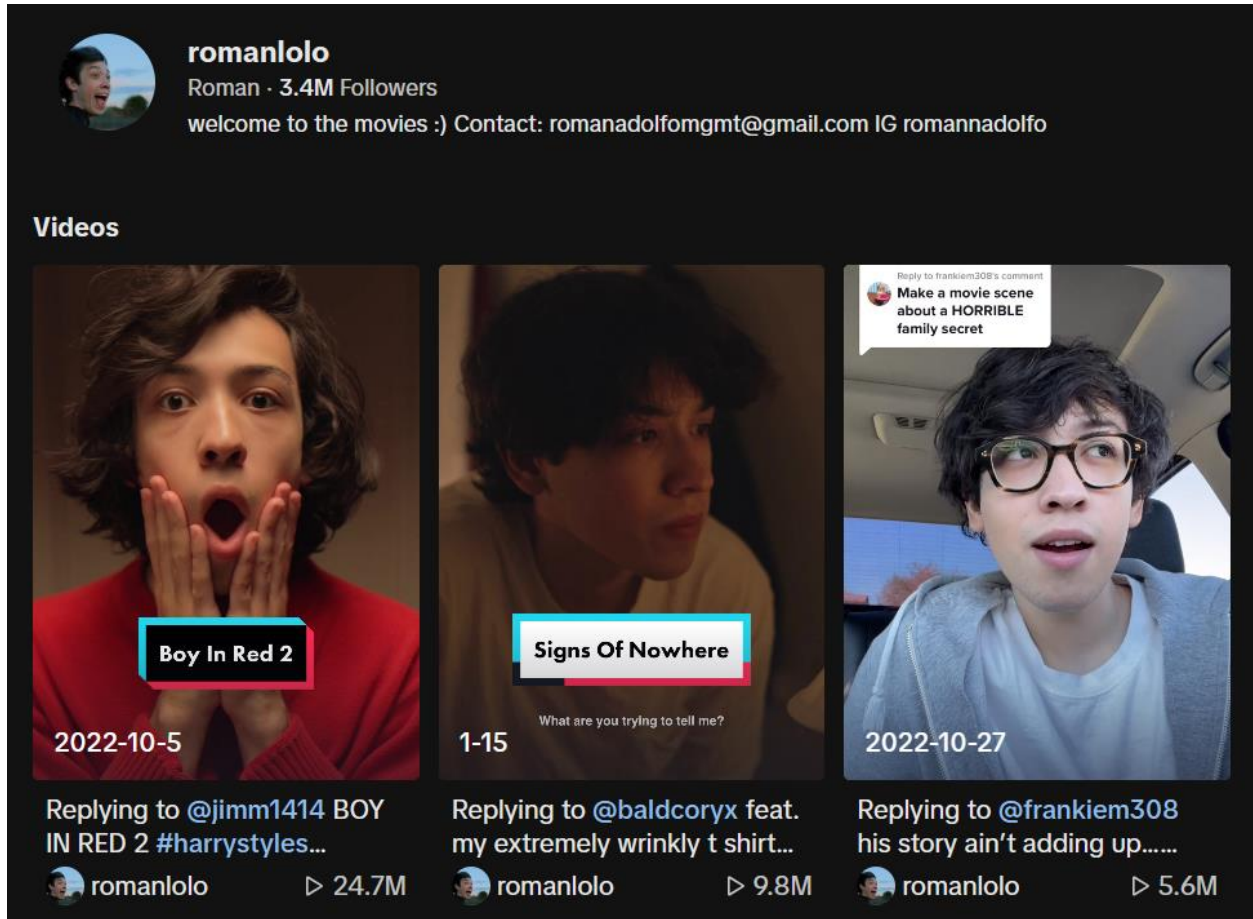 romanlolo
Roman · 3.4M Followers
welcome to the movies :) Contact: romanadolfomgmt@gmail.com IG romannadolfo
Videos
Boy In Red 2
2022-10-5
Replying to @jimm1414 BOY
IN RED 2 #harrystyles...
romanlolo
24.7M
Signs Of Nowhere
What are you trying to tell me?
1-15
Replying to @baldcoryx feat.
my extremely wrinkly t shirt...
romanlolo
9.8M
Reply to frankiem308's comment
Make a movie scene
about a HORRIBLE
family secret
2022-10-27
Replying to @frankiem308
his story ain’t adding up......
romanlolo
5.6M